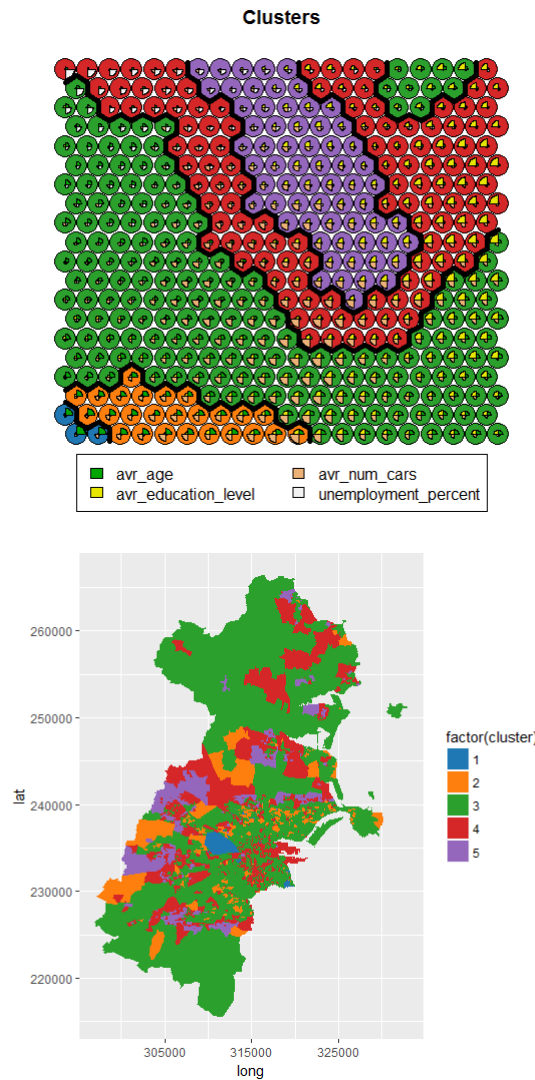 Clusters
avr_age
avr_num_cars
avr_education_level
unemployment_percent
260000
250000
240000
230000
220000
lat
305000
315000
325000
long
factor(cluster)
1
2
3
4
5